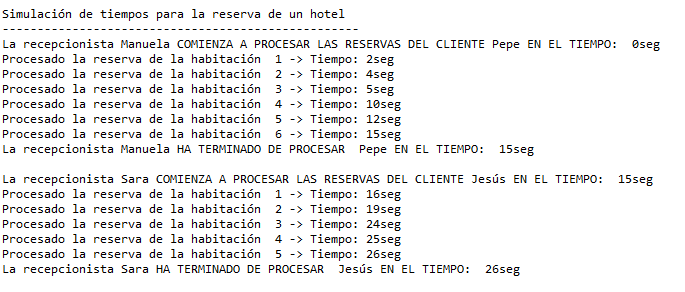 Simulación de tiempos para la reserva de un hotel
-------------------------------------------------
La recepcionista Manuela COMIENZA A PROCESAR LAS RESERVAS DEL CLIENTE Pepe EN EL TIEMPO:  0seg
Procesado la reserva de la habitación  1 -> Tiempo: 2seg
Procesado la reserva de la habitación  2 -> Tiempo: 4seg
Procesado la reserva de la habitación  3 -> Tiempo: 5seg
Procesado la reserva de la habitación  4 -> Tiempo: 10seg
Procesado la reserva de la habitación  5 -> Tiempo: 12seg
Procesado la reserva de la habitación  6 -> Tiempo: 15seg
La recepcionista Manuela HA TERMINADO DE PROCESAR  Pepe EN EL TIEMPO:  15seg
La recepcionista Sara COMIENZA A PROCESAR LAS RESERVAS DEL CLIENTE Jesús EN EL TIEMPO:  15seg
Procesado la reserva de la habitación  1 -> Tiempo: 16seg
Procesado la reserva de la habitación  2 -> Tiempo: 19seg
Procesado la reserva de la habitación  3 -> Tiempo: 24seg
Procesado la reserva de la habitación  4 -> Tiempo: 25seg
Procesado la reserva de la habitación  5 -> Tiempo: 26seg
La recepcionista Sara HA TERMINADO DE PROCESAR  Jesús EN EL TIEMPO:  26seg